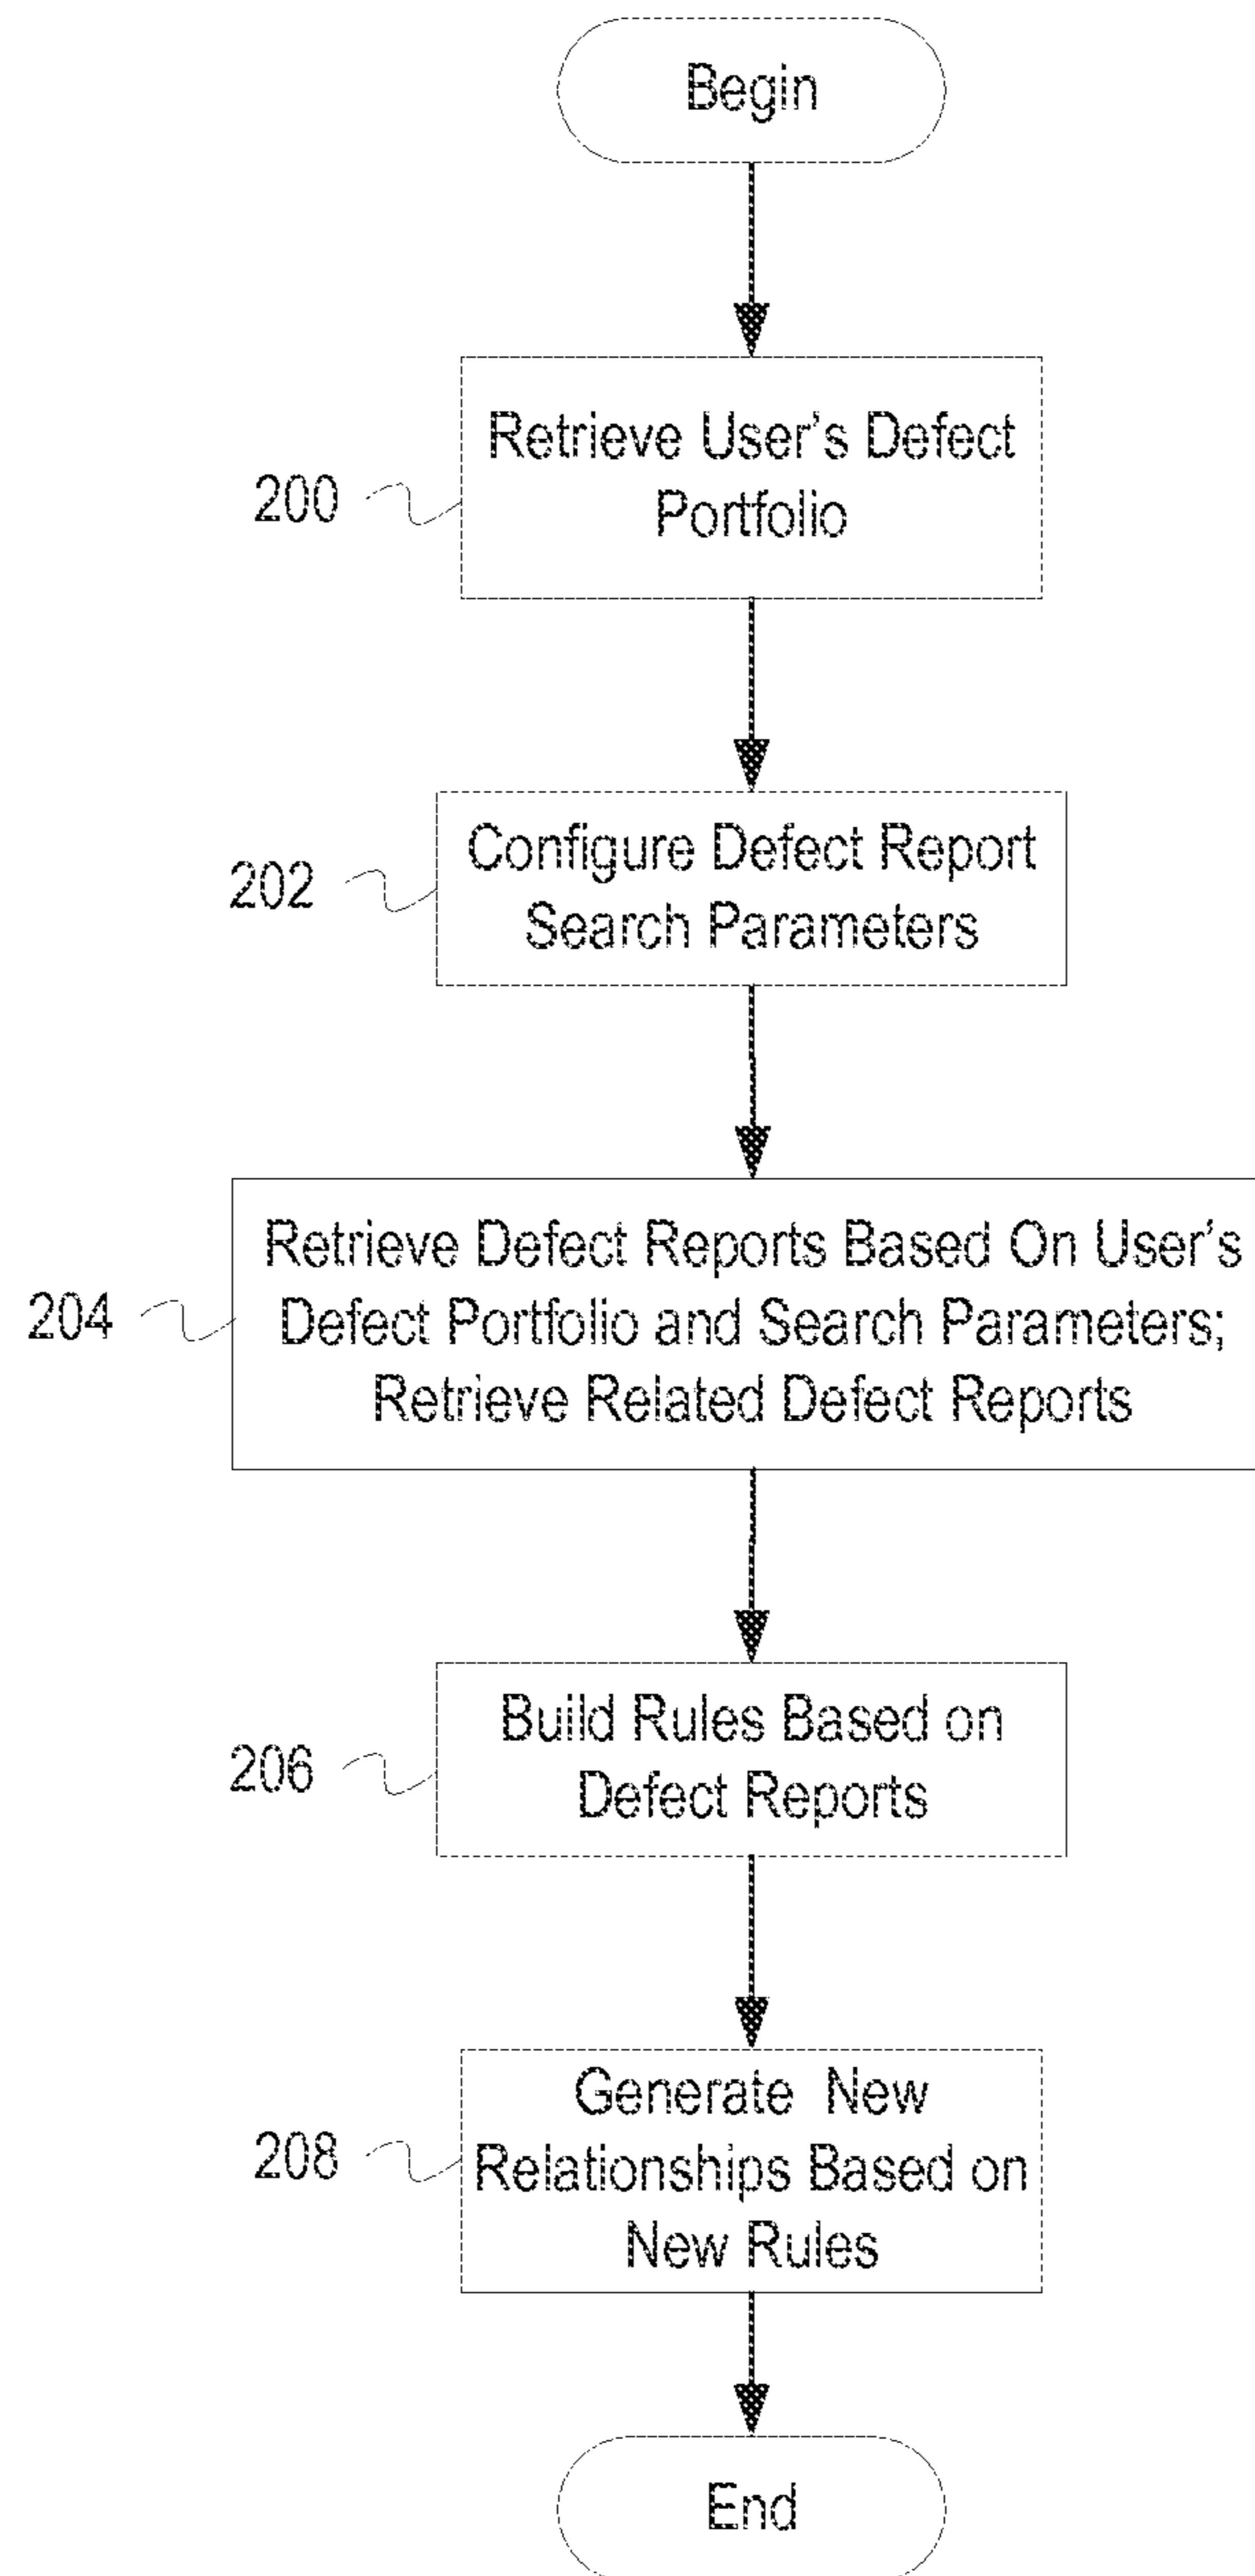 Begin
Retrieve User's Defect
Portfolio
200
Configure Defect Report
Search Parameters
202
Retrieve Defect Reports Based On User's
Defect Portfolio and Search Parameters;
Retrieve Related Defect Reports
204
Build Rules Based on
Defect Reports
206
Generate New
Relationships Based on
New Rules
208
End